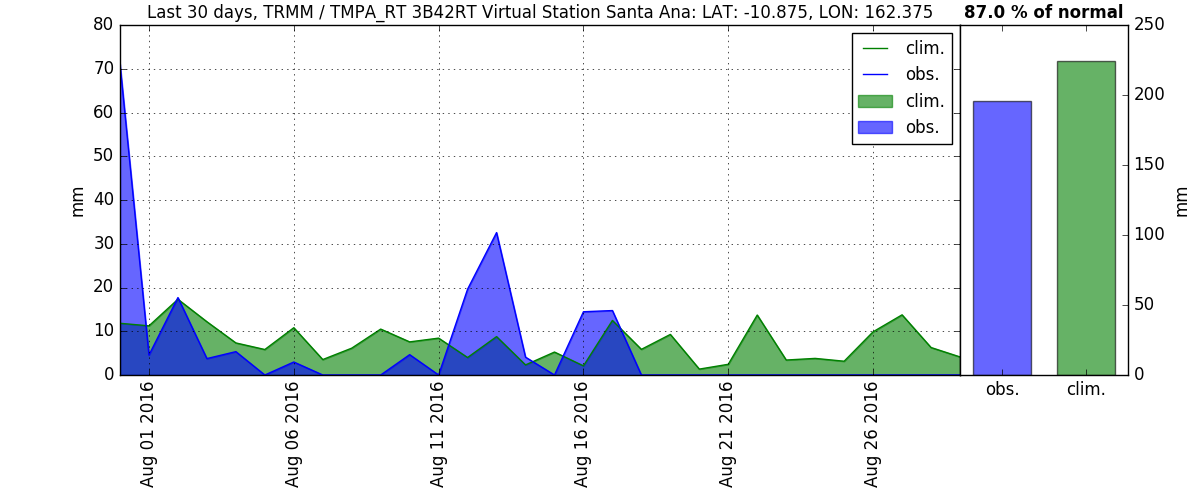 Last 30 days, TRMM / TMPA_RT 3B42RT Virtual Station Santa Ana: LAT: -10.875, LON: 162.375
87.0 % of normal
80
70
60
50
40
30
20
10
0
mm
clim.
obs.
clim.
obs.
250
200
150
100
50
0
mm
obs.
clim.
Aug 01 2016
Aug 06 2016
Aug 11 2016
Aug 16 2016
Aug 21 2016
Aug 26 2016